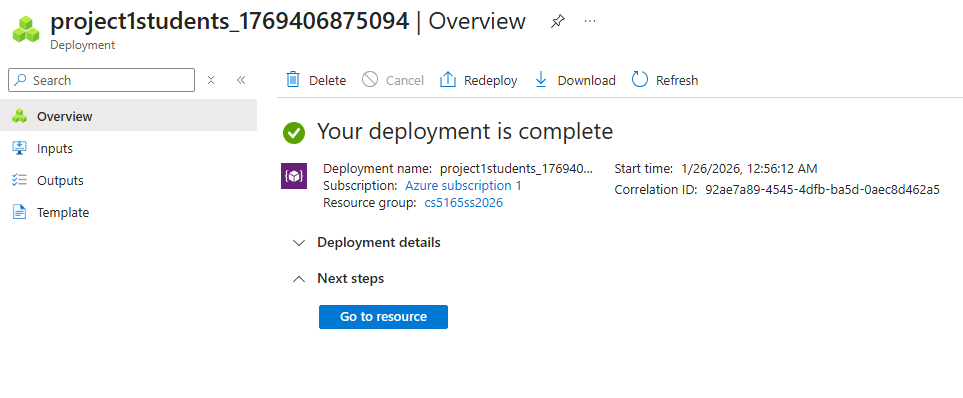 project1students_1769406875094 | Overview
Deployment
Search
Overview
Inputs
Outputs
Template
Delete Cancel Redeploy Download Refresh
Your deployment is complete
Deployment name: project1students_176940...
Subscription: Azure subscription 1
Resource group: cs5165ss2026
Start time: 1/26/2026, 12:56:12 AM
Correlation ID: 92ae7a89-4545-4dfb-ba5d-0aec8d462a5
Deployment details
Next steps
Go to resource